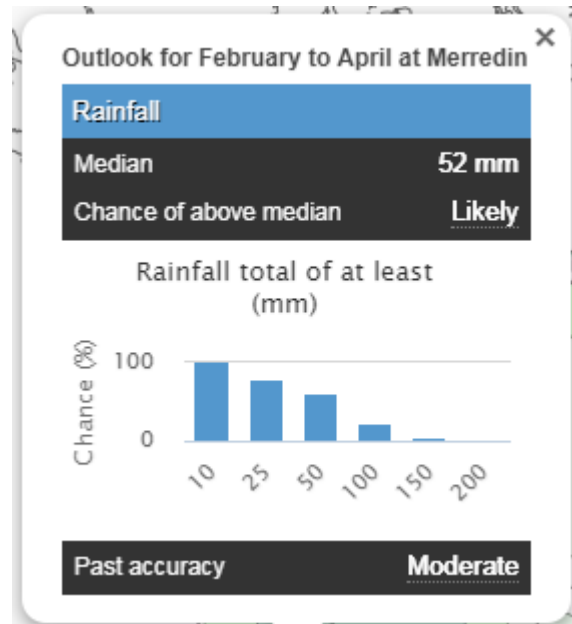 ×
Outlook for February to April at Merredin
Rainfall
Median 52 mm
Chance of above median Likely
Rainfall total of at least
(mm)
Chance (%)
100
0
10 25 50 100 150 200
Past accuracy Moderate